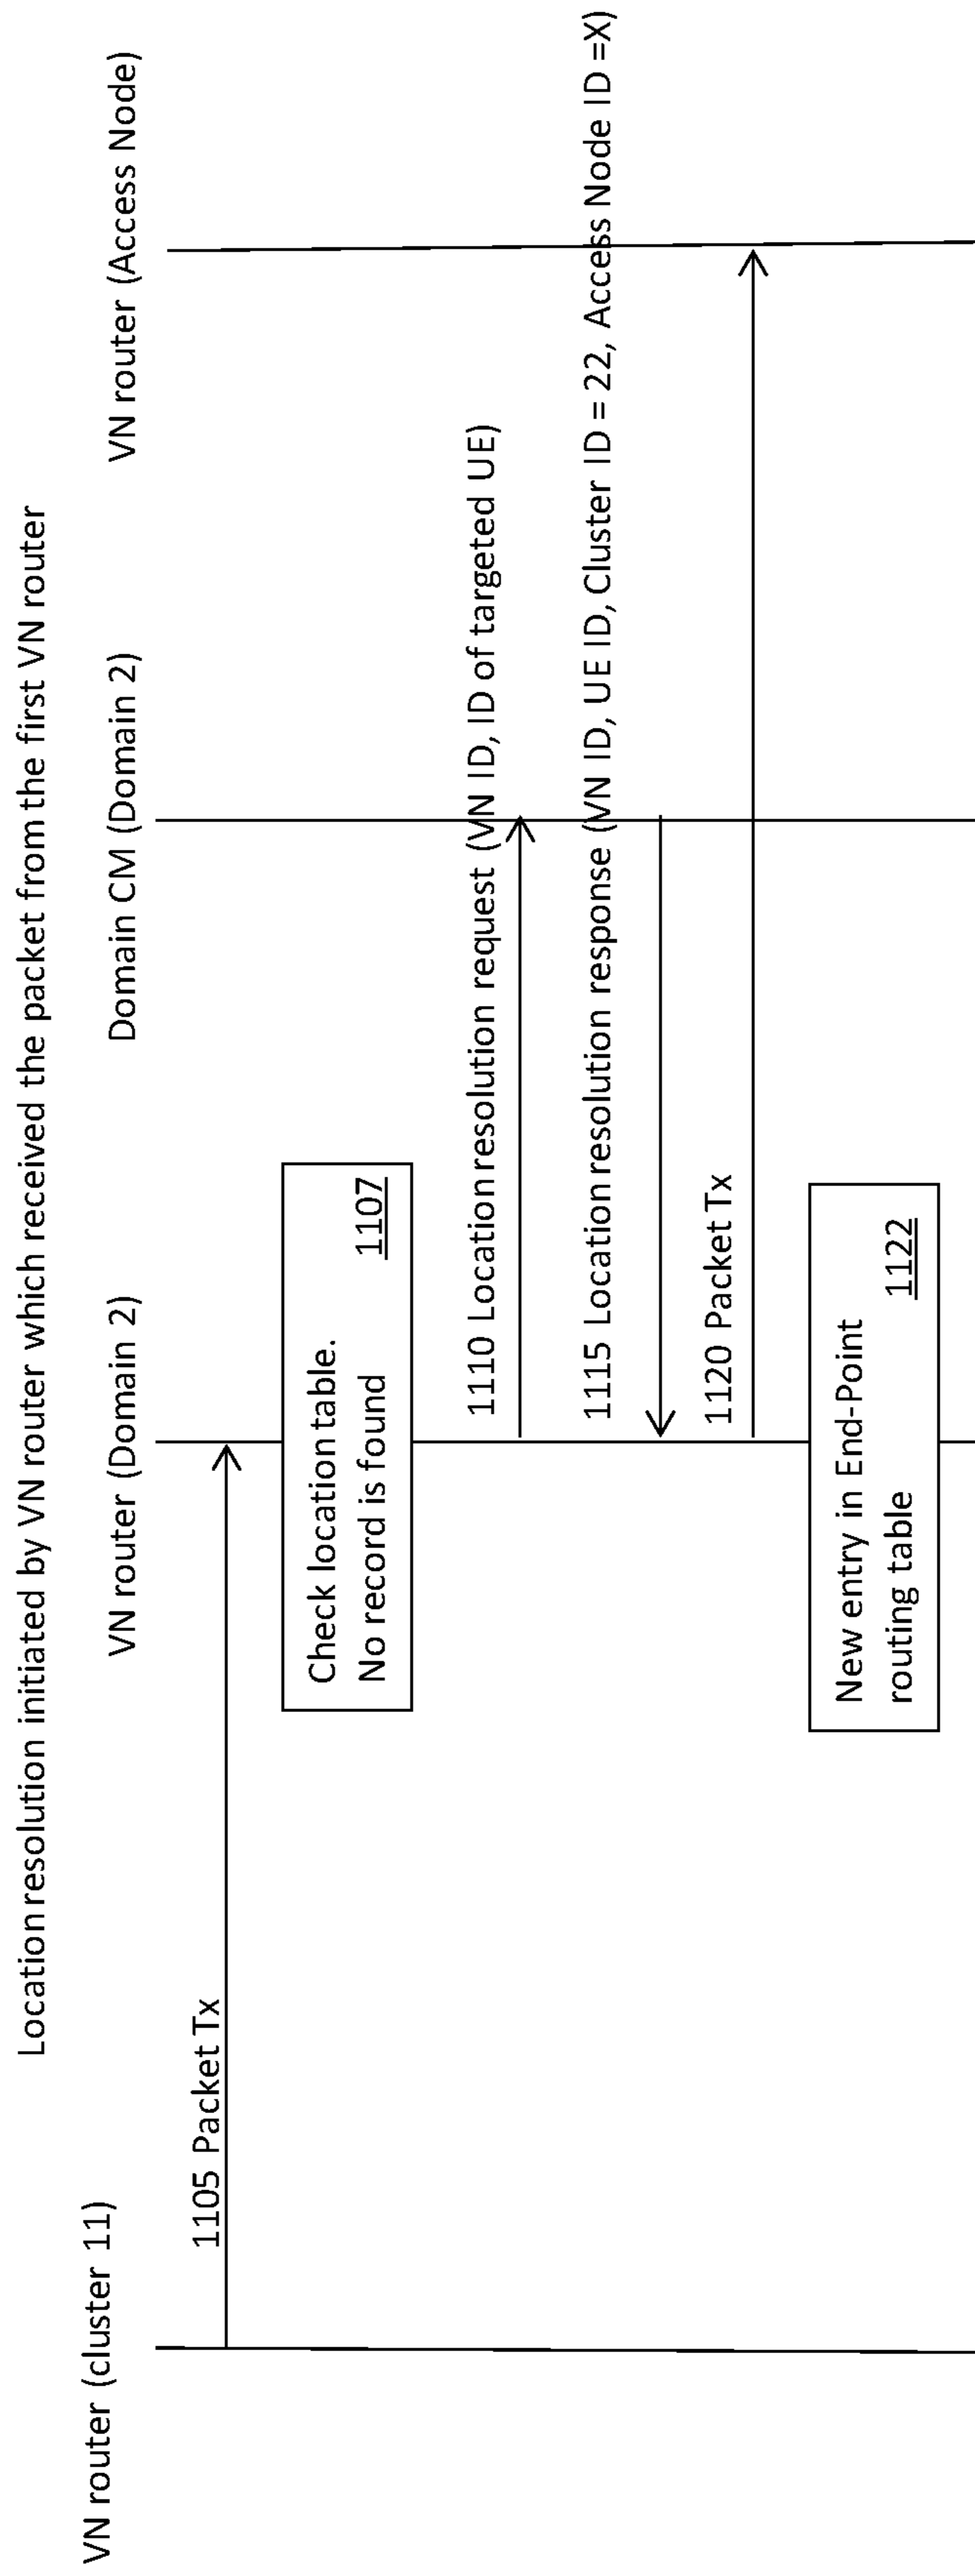 Location resolution initiated by VN router which received the packet from the first VN router
VN router (cluster 11)
VN router (Domain 2)
Domain CM (Domain 2)
VN router (Access Node)
1105 Packet Tx
Check location table.
No record is found
1107
1110 Location resolution request (VN ID, ID of targeted UE)
1115 Location resolution response (VN ID, UE ID, Cluster ID = 22, Access Node ID =X)
1120 Packet Tx
New entry in End-Point
routing table
1122